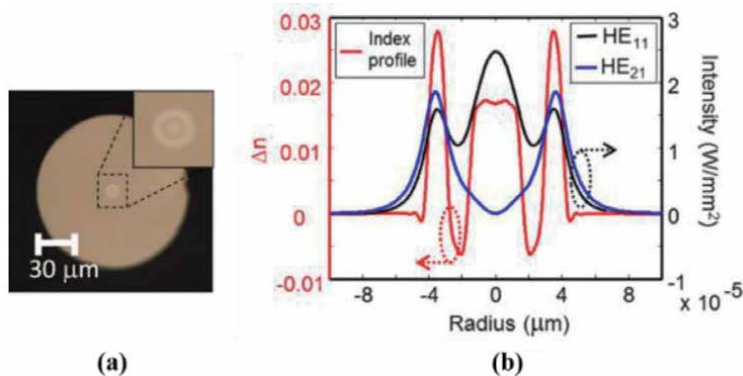 30 μm
(a)
Index profile
HE11
HE21
0.03
0.02
0.01
0
-0.01
Δn
3
2
1
0
-1
x 10-5
Intensity (W/mm2)
-8 -4 0 4 8
Radius (μm)
(b)